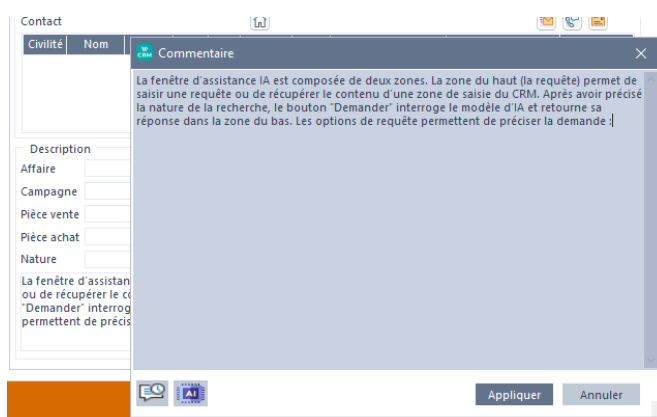 Contact
Civilité Nom
CRM Commentaire
La fenêtre d'assistance IA est composée de deux zones. La zone du haut (la requête) permet de
saisir une requête ou de récupérer le contenu d'une zone de saisie du CRM. Après avoir précisé
la nature de la recherche, le bouton "Demander" interroge le modèle d'IA et retourne sa
réponse dans la zone du bas. Les options de requête permettent de préciser la demande :
Description
Affaire
Campagne
Pièce vente
Pièce achat
Nature
La fenêtre d'assistan
ou de récupérer le co
"Demander" interrog
permettent de précis
AI
Appliquer Annuler